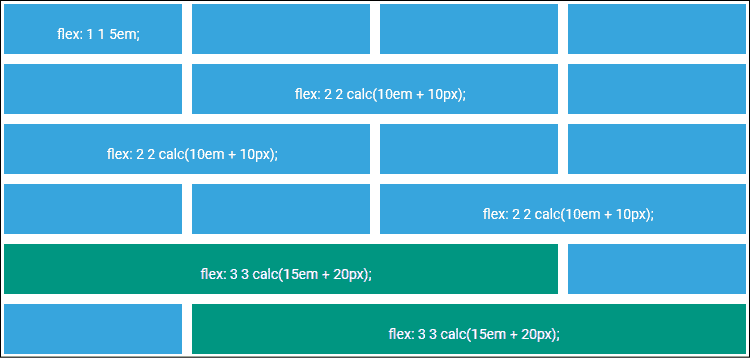 flex: 1 1 5em;
flex: 2 2 calc(10em + 10px);
flex: 2 2 calc(10em + 10px);
flex: 2 2 calc(10em + 10px);
flex: 3 3 calc(15em + 20px);
flex: 3 3 calc(15em + 20px);